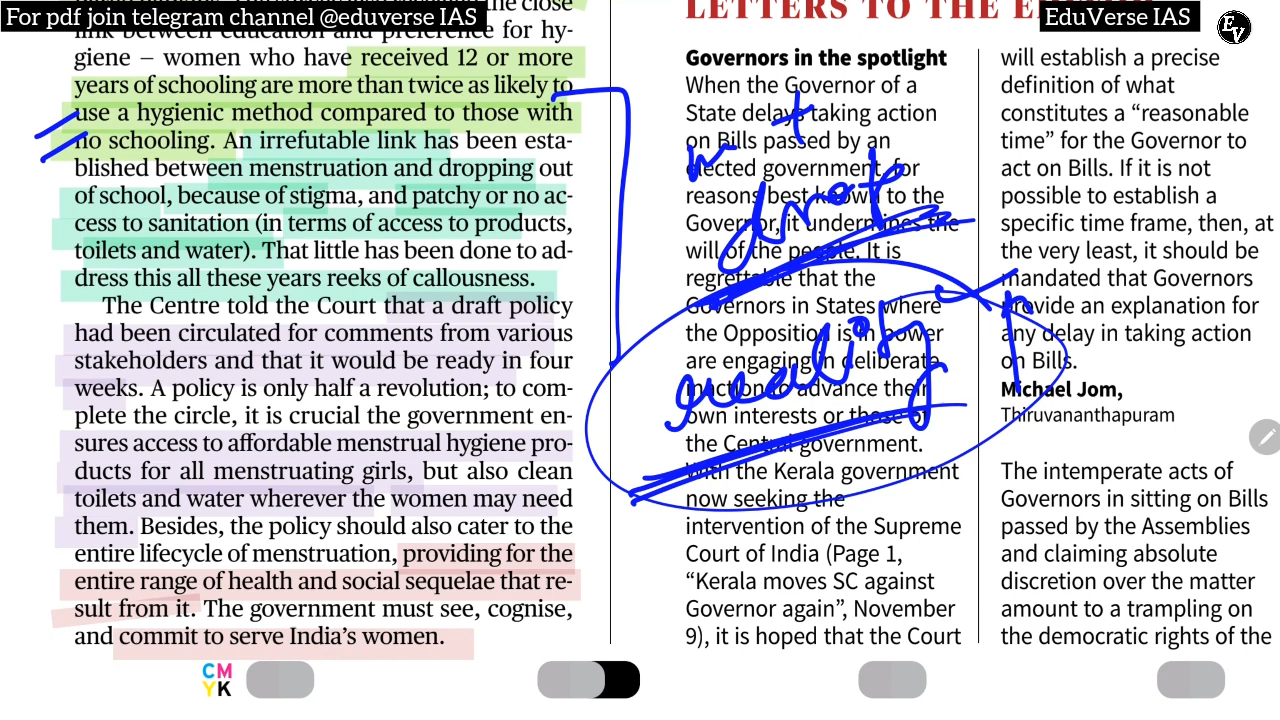 For pdf join telegram channel @eduverse IAS
EduVerse IAS
EV
the close
link between education and preference for hy-
giene – women who have received 12 or more
years of schooling are more than twice as likely to
use a hygienic method compared to those with
no schooling. An irrefutable link has been esta-
blished between menstruation and dropping out
of school, because of stigma, and patchy or no ac-
cess to sanitation (in terms of access to products,
toilets and water). That little has been done to ad-
dress this all these years reeks of callousness.
The Centre told the Court that a draft policy
had been circulated for comments from various
stakeholders and that it would be ready in four
weeks. A policy is only half a revolution; to com-
plete the circle, it is crucial the government en-
sures access to affordable menstrual hygiene pro-
ducts for all menstruating girls, but also clean
toilets and water wherever the women may need
them. Besides, the policy should also cater to the
entire lifecycle of menstruation, providing for the
entire range of health and social sequelae that re-
sult from it. The government must see, cognise,
and commit to serve India's women.
LETTERS TO THE
Governors in the spotlight
When the Governor of a
State delays taking action
on Bills passed by an
elected government, for
reasons best known to the
Governor, it undermines the
will of the people. It is
regrettable that the
Governors in States where
the Opposition is in power
are engaging in deliberate
inaction to advance their
own interests or those of
the Central government.
With the Kerala government
now seeking the
intervention of the Supreme
Court of India (Page 1,
"Kerala moves SC against
Governor again", November
9), it is hoped that the Court
will establish a precise
definition of what
constitutes a "reasonable
time" for the Governor to
act on Bills. If it is not
possible to establish a
specific time frame, then, at
the very least, it should be
mandated that Governors
provide an explanation for
any delay in taking action
on Bills.
Michael Jom,
Thiruvananthapuram
The intemperate acts of
Governors in sitting on Bills
passed by the Assemblies
and claiming absolute
discretion over the matter
amount to a trampling on
the democratic rights of the
CM
YK